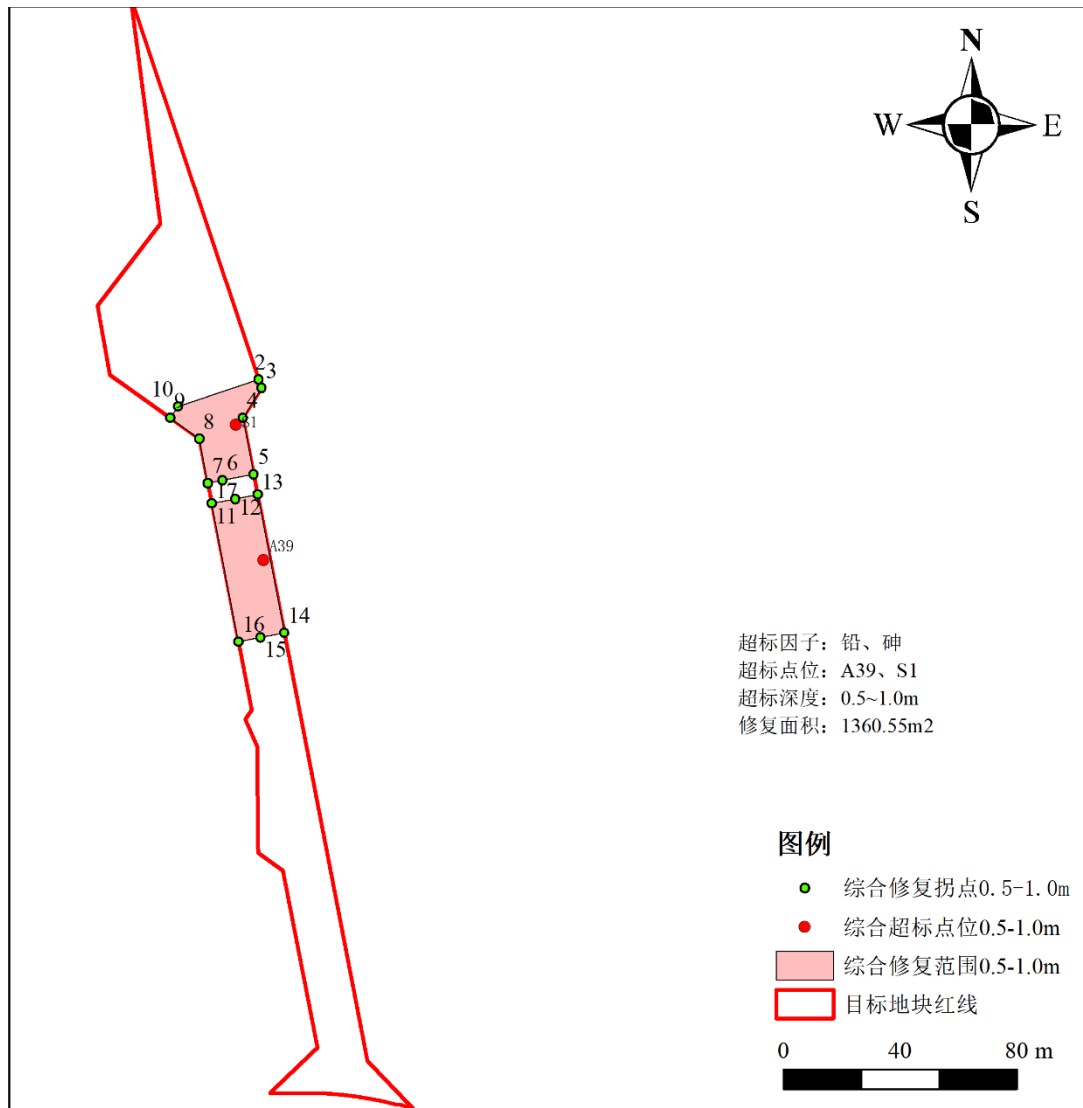 N
W E
S
2
3
10
9
4
8
S1
5
7 6
13
17
11
12
A39
14
16
15
超标因子：铅、砷
超标点位：A39、S1
超标深度：0.5~1.0m
修复面积：1360.55m2
图例
综合修复拐点0.5-1.0m
综合超标点位0.5-1.0m
综合修复范围0.5-1.0m
目标地块红线
0 40 80 m